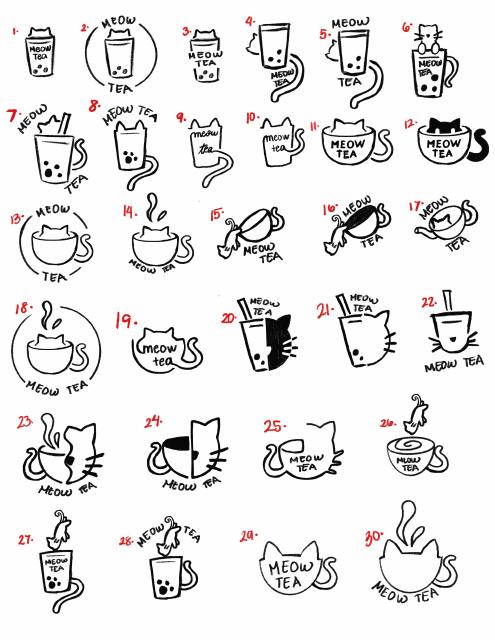 1.
MEOW
TEA
2.
MEOW
TEA
3.
MEOW
TEA
4.
MEOW
TEA
5.
MEOW
TEA
6.
MEOW
TEA
7
MEOW
TEA
8.
MEOW TEA
9.
meow
tea
10.
meow
tea
11.
MEOW
TEA
12.
MEOW
TEA
13.
MEOW
TEA
14.
MEOW TEA
15.
MEOW
TEA
16.
MEOW
TEA
17.
MEOW
TEA
18.
MEOW TEA
19.
meow
tea
20.
MEOW
TEA
21.
MEOW
TEA
22.
MEOW TEA
23.
MEOW TEA
24.
MEOW TEA
25.
MEOW
TEA
26.
MEOW
TEA
27.
MEOW
TEA
28.
MEOW TEA
29.
MEOW
TEA
30.
MEOW TEA